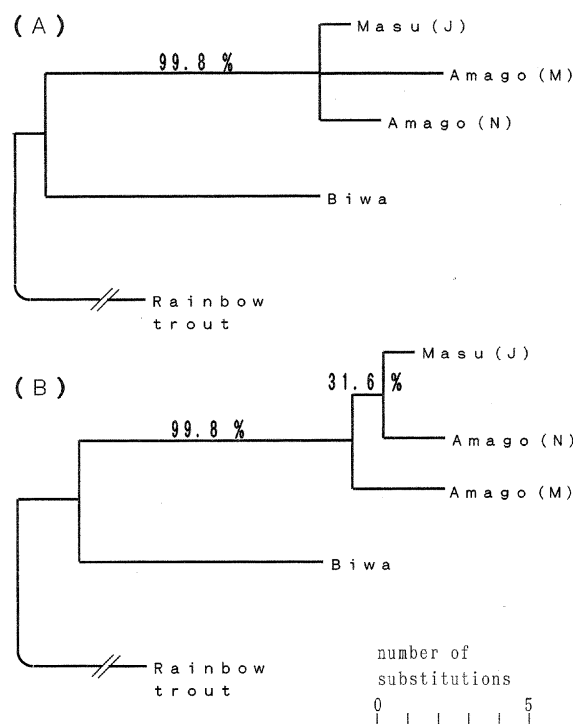 (A)
Masu(J)
99.8 %
Amago(M)
Amago(N)
Biwa
Rainbow
trout
(B)
Masu(J)
31.6 %
99.8 %
Amago(N)
Amago(M)
Biwa
Rainbow
trout
number of
substitutions
0 5